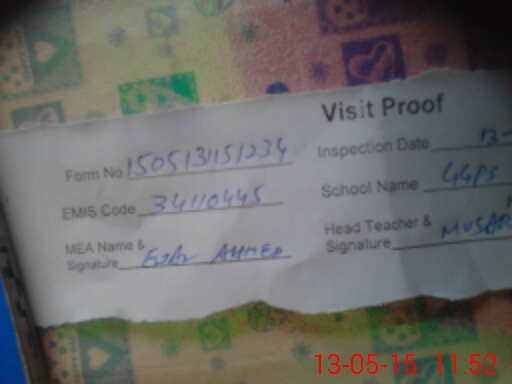 Visit Proof
Form No 150513151234
Inspection Date 13-
EMIS Code 34110445
School Name GGPS
MEA Name &
Signature AHMED
Head Teacher &
Signature
13-05-15 11:52